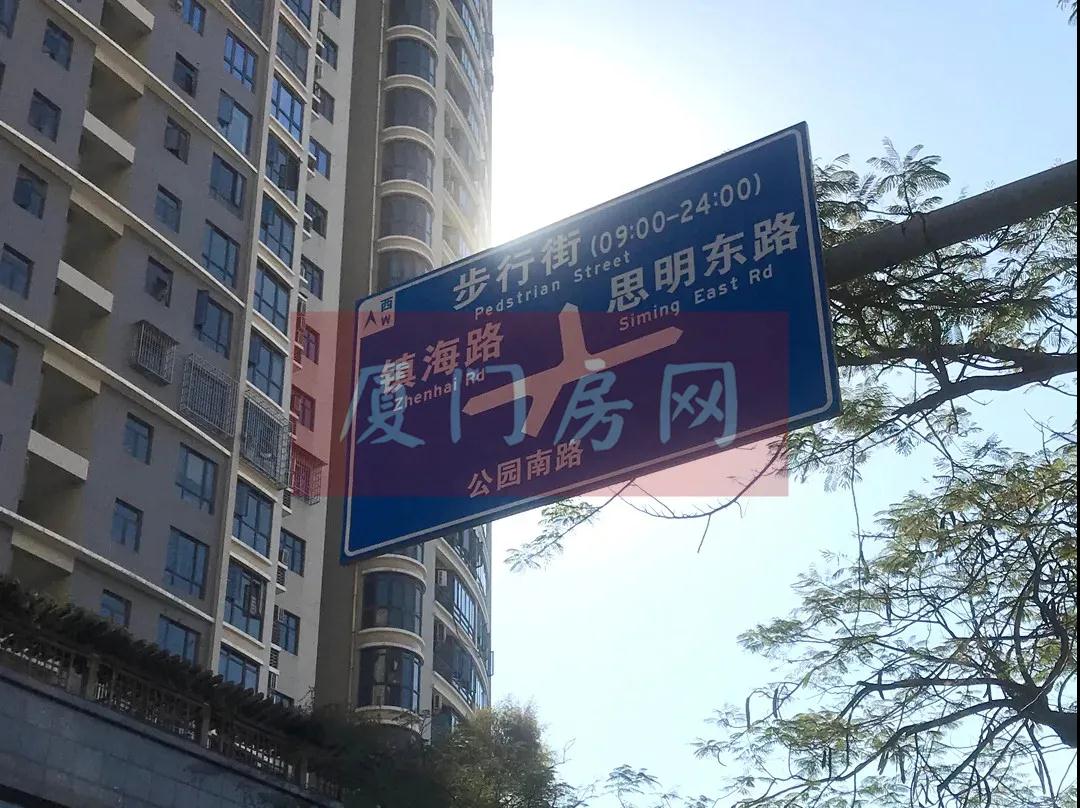 西
W
步行街 (09:00-24:00)
Pedstrian Street
思明东路
Siming East Rd
镇海路
Zhenhai Rd
公园南路
厦门房网